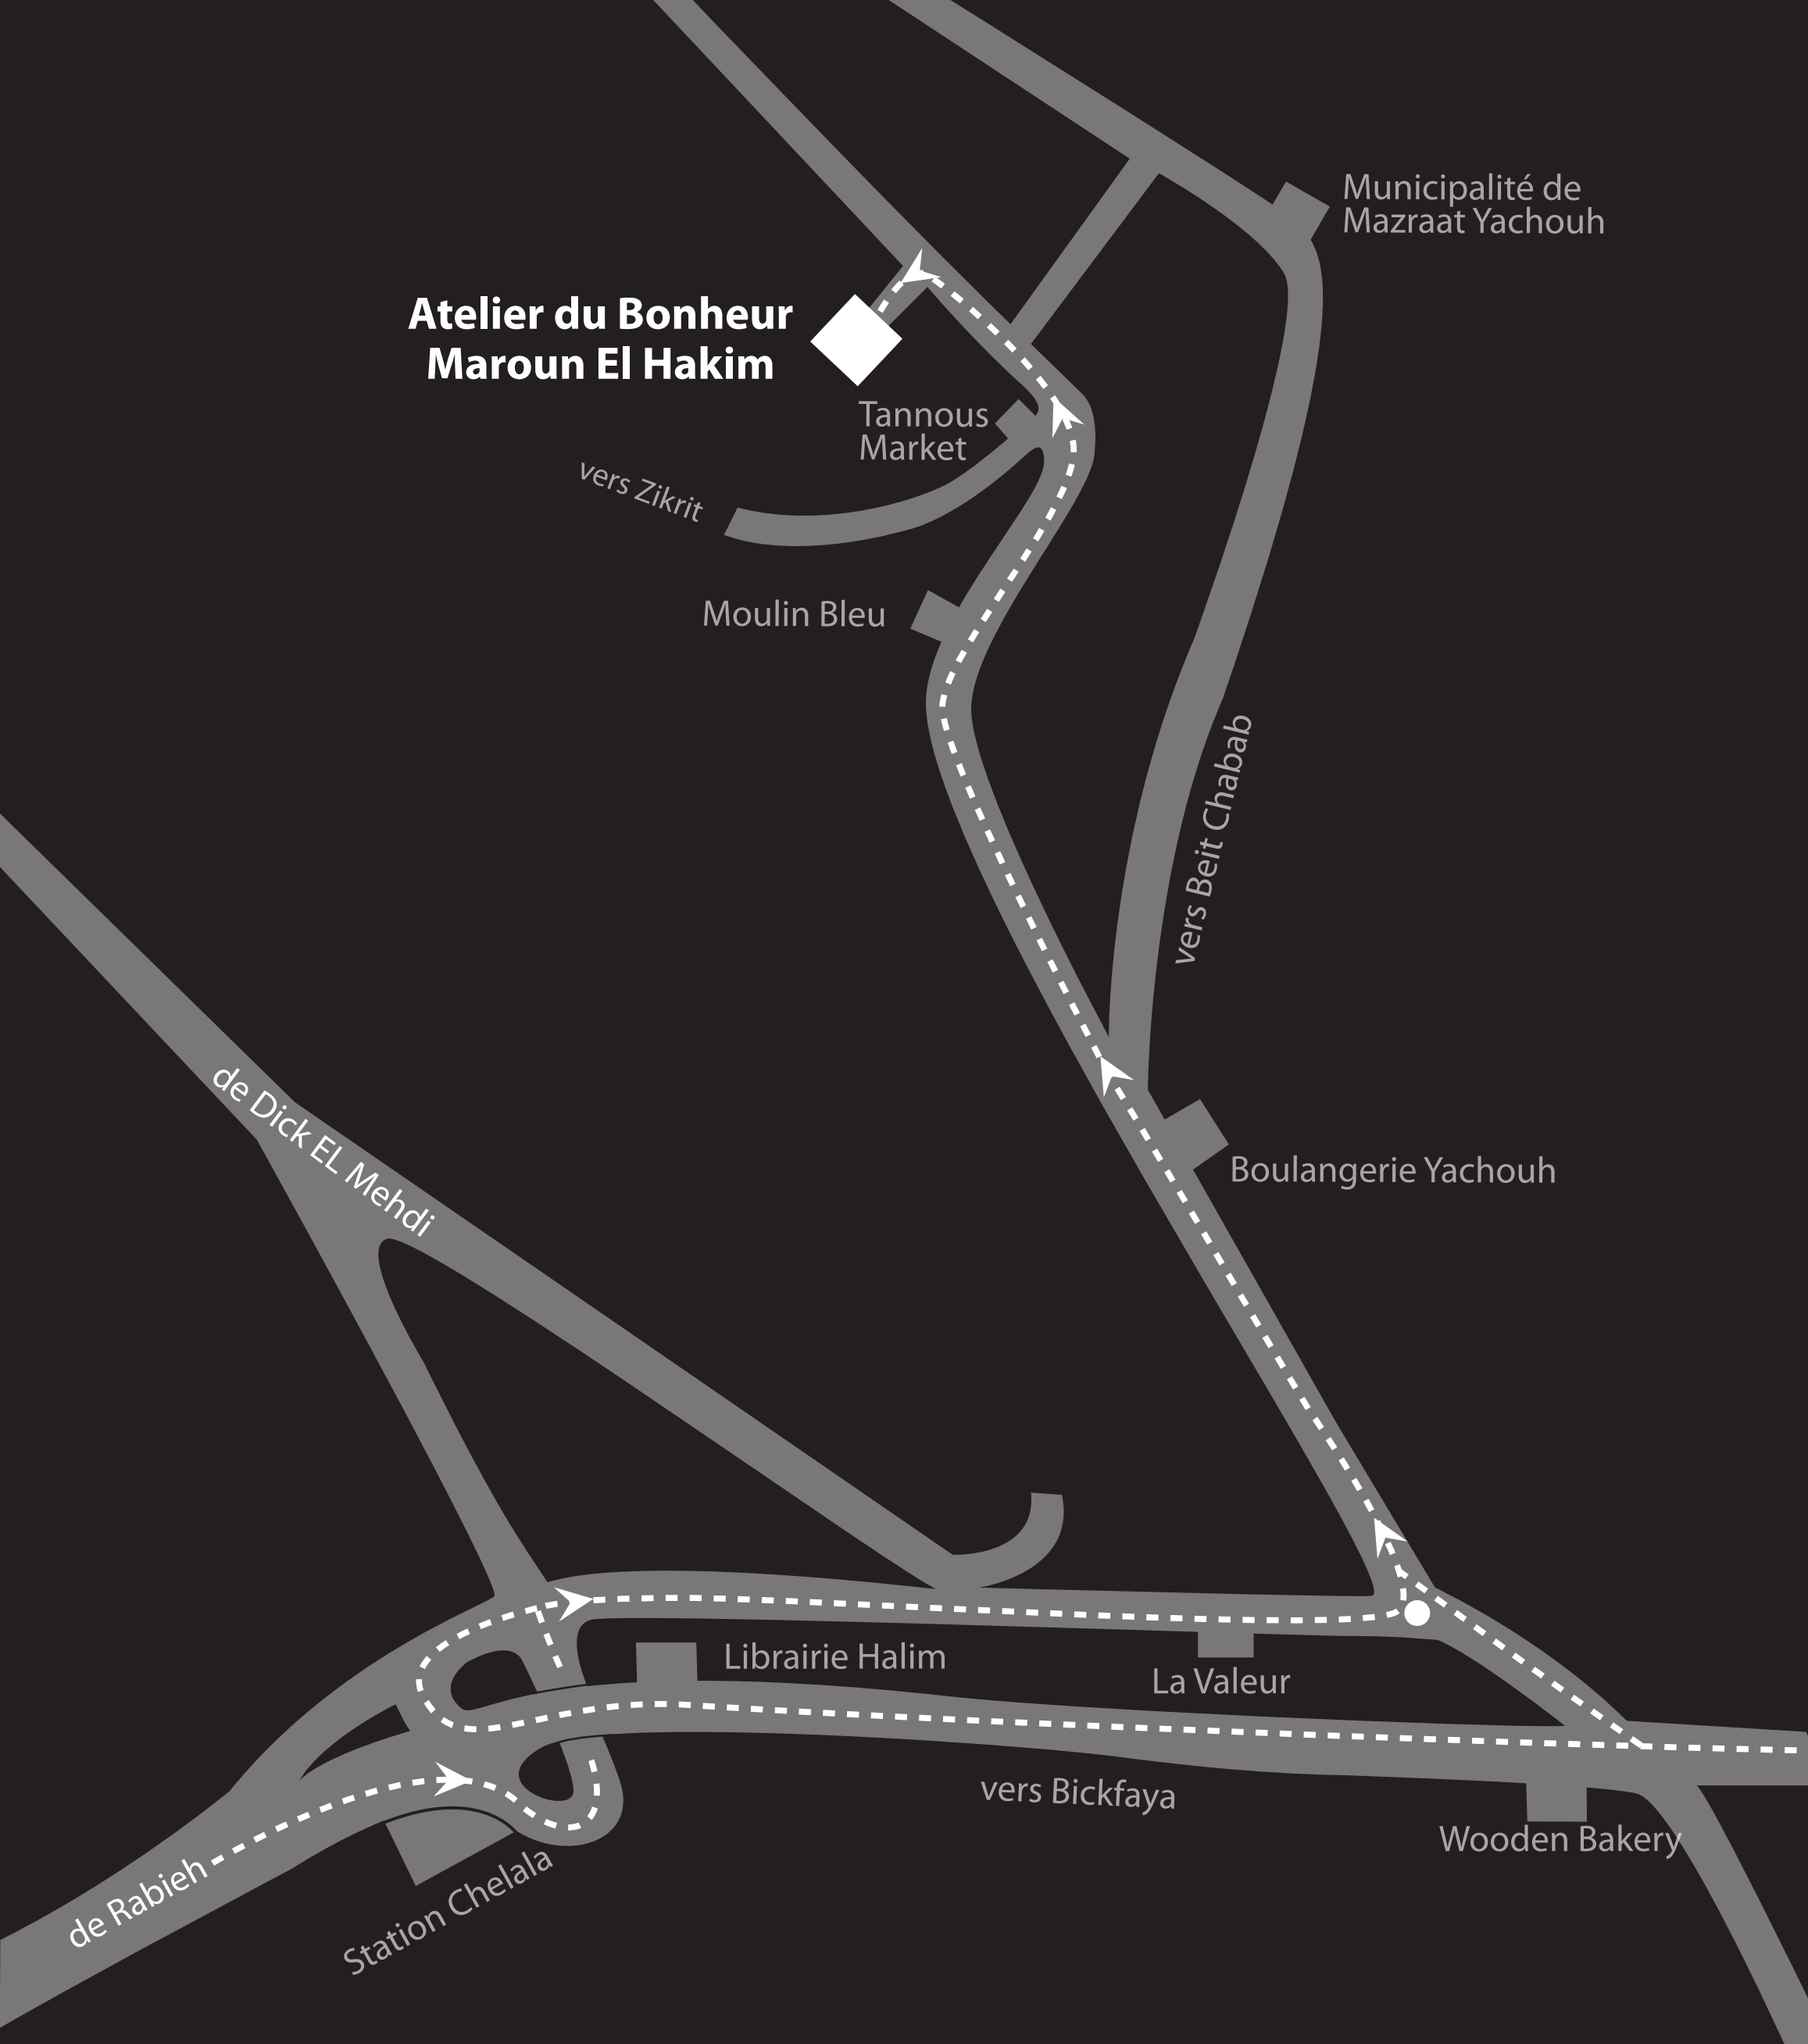 Municipalité de
Mazraat Yachouh
Atelier du Bonheur
Maroun El Hakim
Tannous
Market
vers Zikrit
Moulin Bleu
vers Beit Chabab
de Dick EL Mehdi
Boulangerie Yachouh
Librairie Halim
La Valeur
vers Bickfaya
Wooden Bakery
de Rabieh
Station Chelala